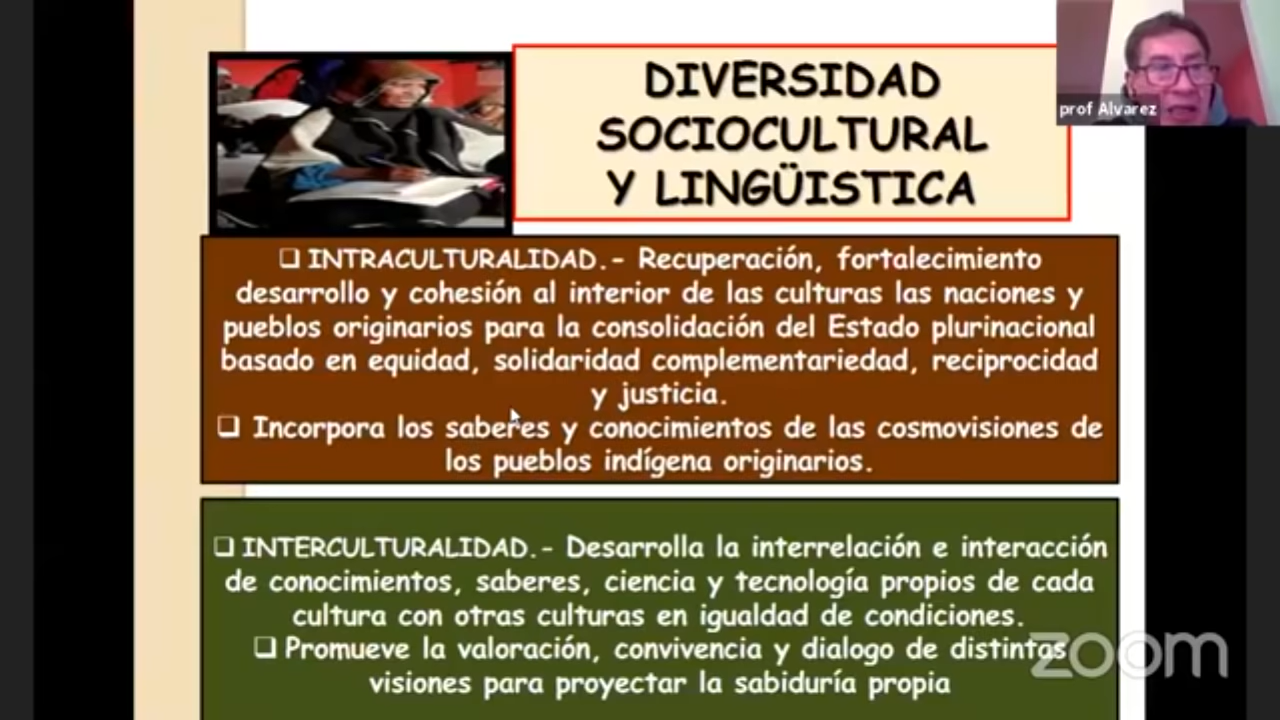 DIVERSIDAD
SOCIOCULTURAL
Y LINGÜISTICA
prof Alvarez
❑ INTRACULTURALIDAD.- Recuperación, fortalecimiento
desarrollo y cohesión al interior de las culturas las naciones y
pueblos originarios para la consolidación del Estado plurinacional
basado en equidad, solidaridad complementariedad, reciprocidad
y justicia.
❑ Incorpora los saberes y conocimientos de las cosmovisiones de
los pueblos indígena originarios.
❑ INTERCULTURALIDAD.- Desarrolla la interrelación e interacción
de conocimientos, saberes, ciencia y tecnología propios de cada
cultura con otras culturas en igualdad de condiciones.
❑ Promueve la valoración, convivencia y dialogo de distintas
visiones para proyectar la sabiduría propia
zoom